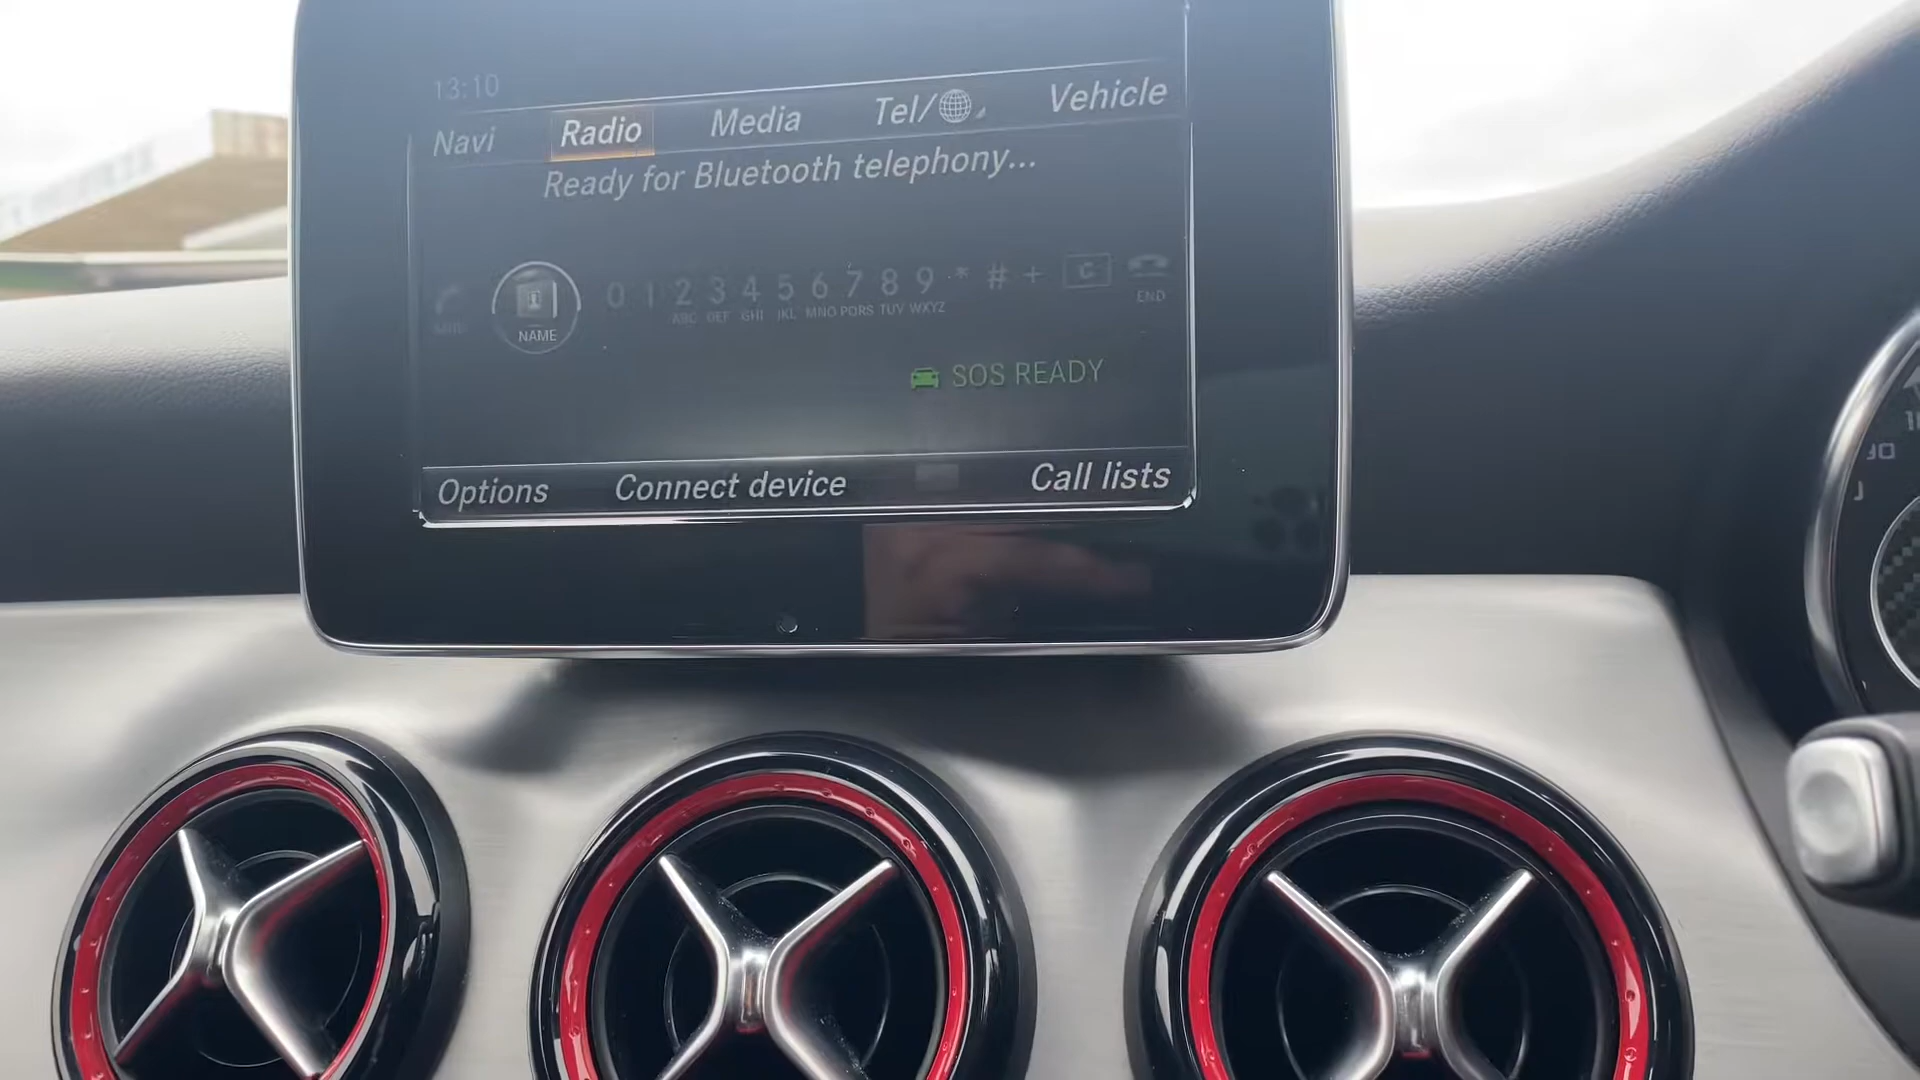 13:10
Navi Radio Media Tel/ Vehicle
Ready for Bluetooth telephony...
NAME 0 1 2 3 4 5 6 7 8 9 * # + C END
ABC DEF GHI JKL MNO PQRS TUV WXYZ
SOS READY
Options Connect device Call lists